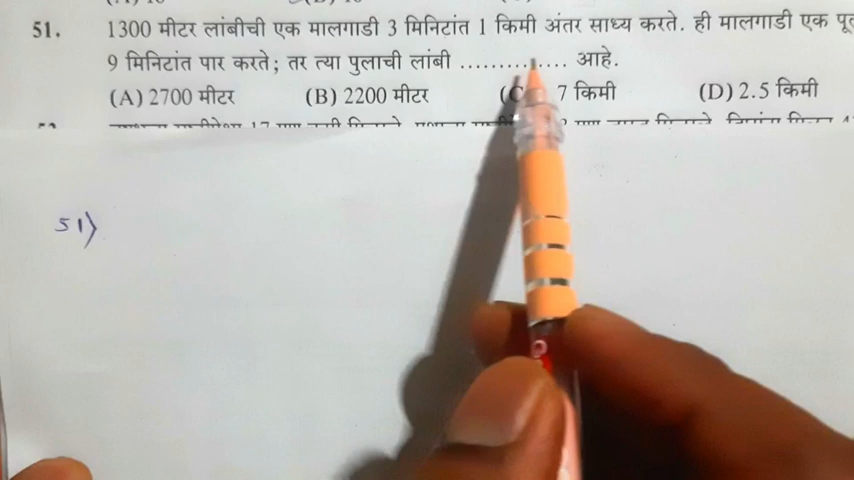 51. 1300 मीटर लांबीची एक मालगाडी 3 मिनिटांत 1 किमी अंतर साध्य करते. ही मालगाडी एक
9 मिनिटांत पार करते; तर त्या पुलाची लांबी .............. आहे.
(A) 2700 मीटर (B) 2200 मीटर (C 7 किमी (D) 2.5 किमी
51)